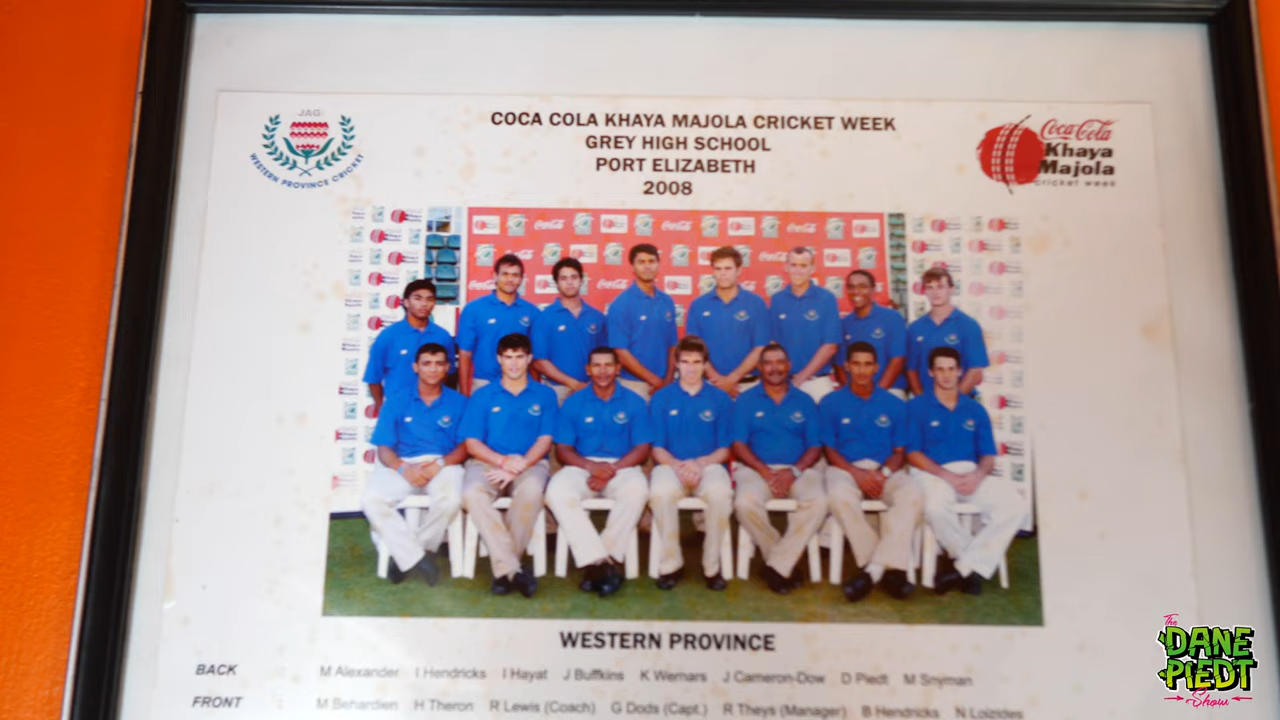 JAG
WESTERN PROVINCE CRICKET
COCA COLA KHAYA MAJOLA CRICKET WEEK
GREY HIGH SCHOOL
PORT ELIZABETH
2008
Coca-Cola
Khaya
Majola
cricket week
WESTERN PROVINCE
BACK M Alexander I Hendricks I Hayat J Buffkins K Wernars J Cameron-Dow D Piedt M Snyman
FRONT M Behardien H Theron R Lewis (Coach) G Dods (Capt.) R Theys (Manager) B Hendricks N Loizides
The
DANE
PIEDT
Show